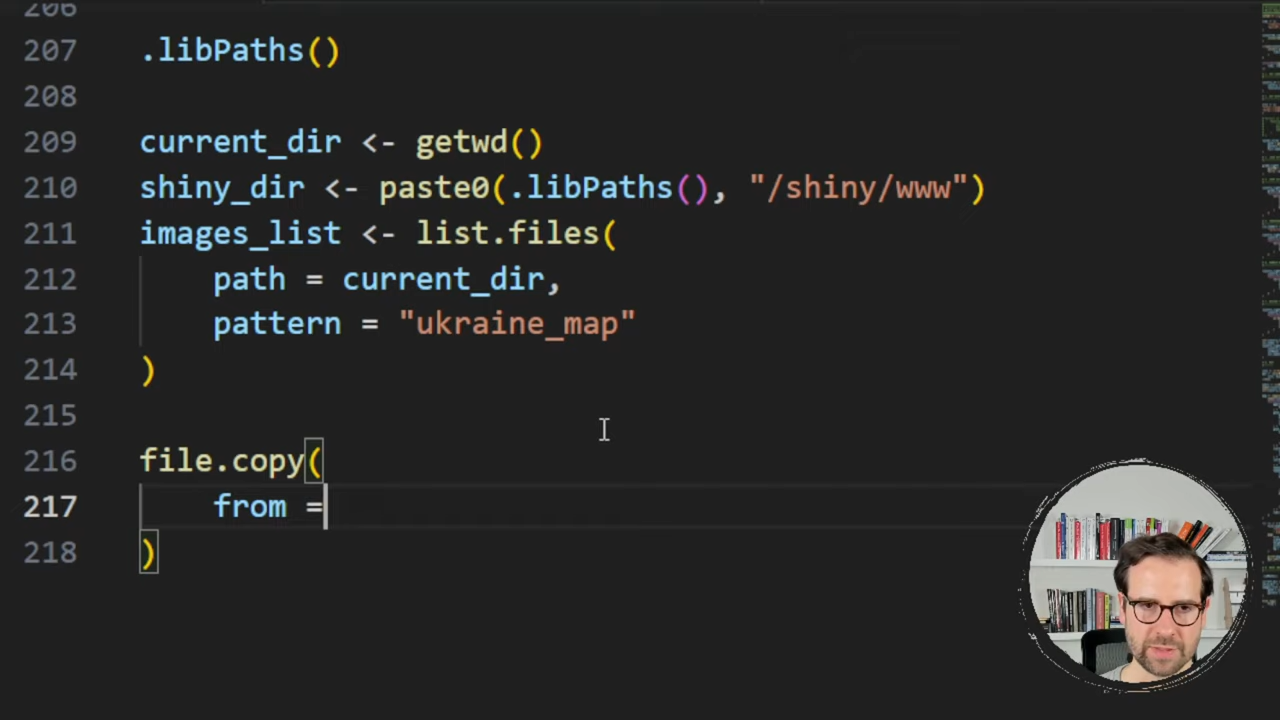 206
207 .libPaths()
208
209 current_dir <- getwd()
210 shiny_dir <- paste0(.libPaths(), "/shiny/www")
211 images_list <- list.files(
212 path = current_dir,
213 pattern = "ukraine_map"
214 )
215
216 file.copy(
217 from =
218 )